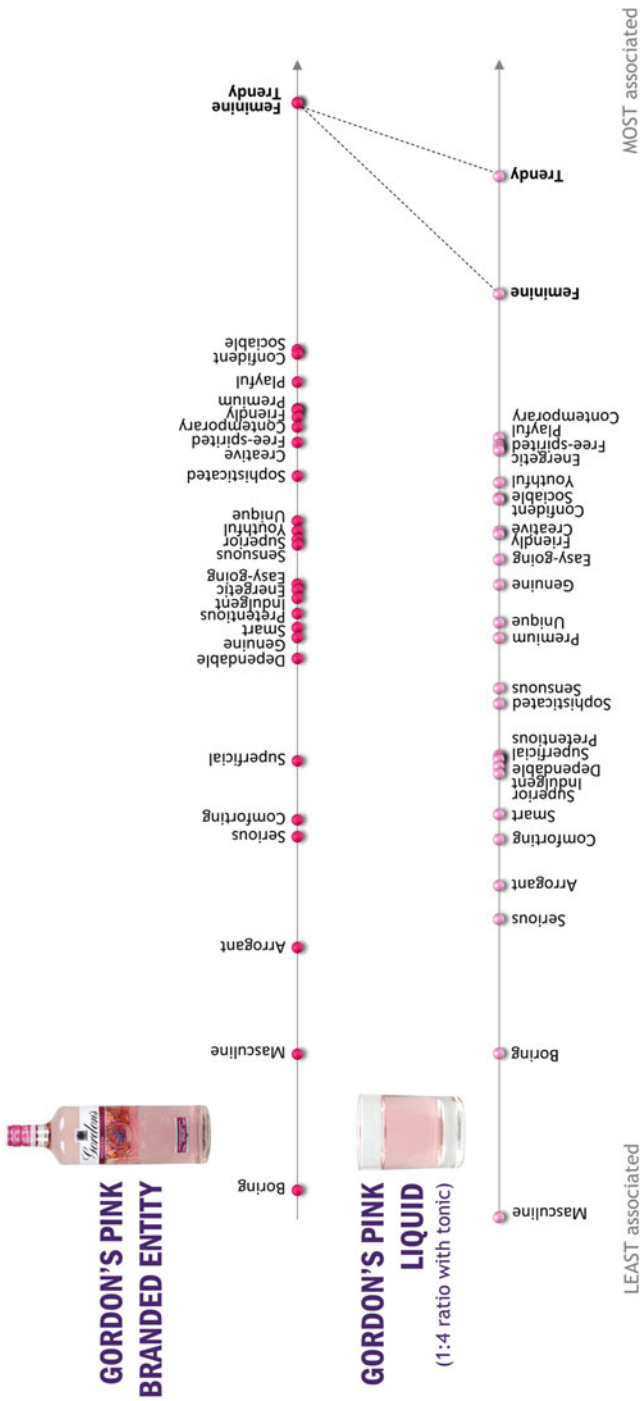 GORDON'S PINK
BRANDED ENTITY
Gordon's
Boring
Masculine
Arrogant
Serious
Comforting
Superficial
Dependable
Genuine
Smart
Pretentious
Indulgent
Energetic
Easy-going
Sensuous
Superior
Youthful
Unique
Sophisticated
Creative
Free-spirited
Contemporary
Friendly
Premium
Playful
Confident
Sociable
Feminine
Trendy
GORDON'S PINK
LIQUID
(1:4 ratio with tonic)
Masculine
Boring
Serious
Arrogant
Comforting
Smart
Superior
Indulgent
Dependable
Superficial
Pretentious
Sophisticated
Sensuous
Premium
Unique
Genuine
Easy-going
Friendly
Creative
Confident
Sociable
Youthful
Energetic
Free-spirited
Playful
Contemporary
Feminine
Trendy
LEAST associated
MOST associated